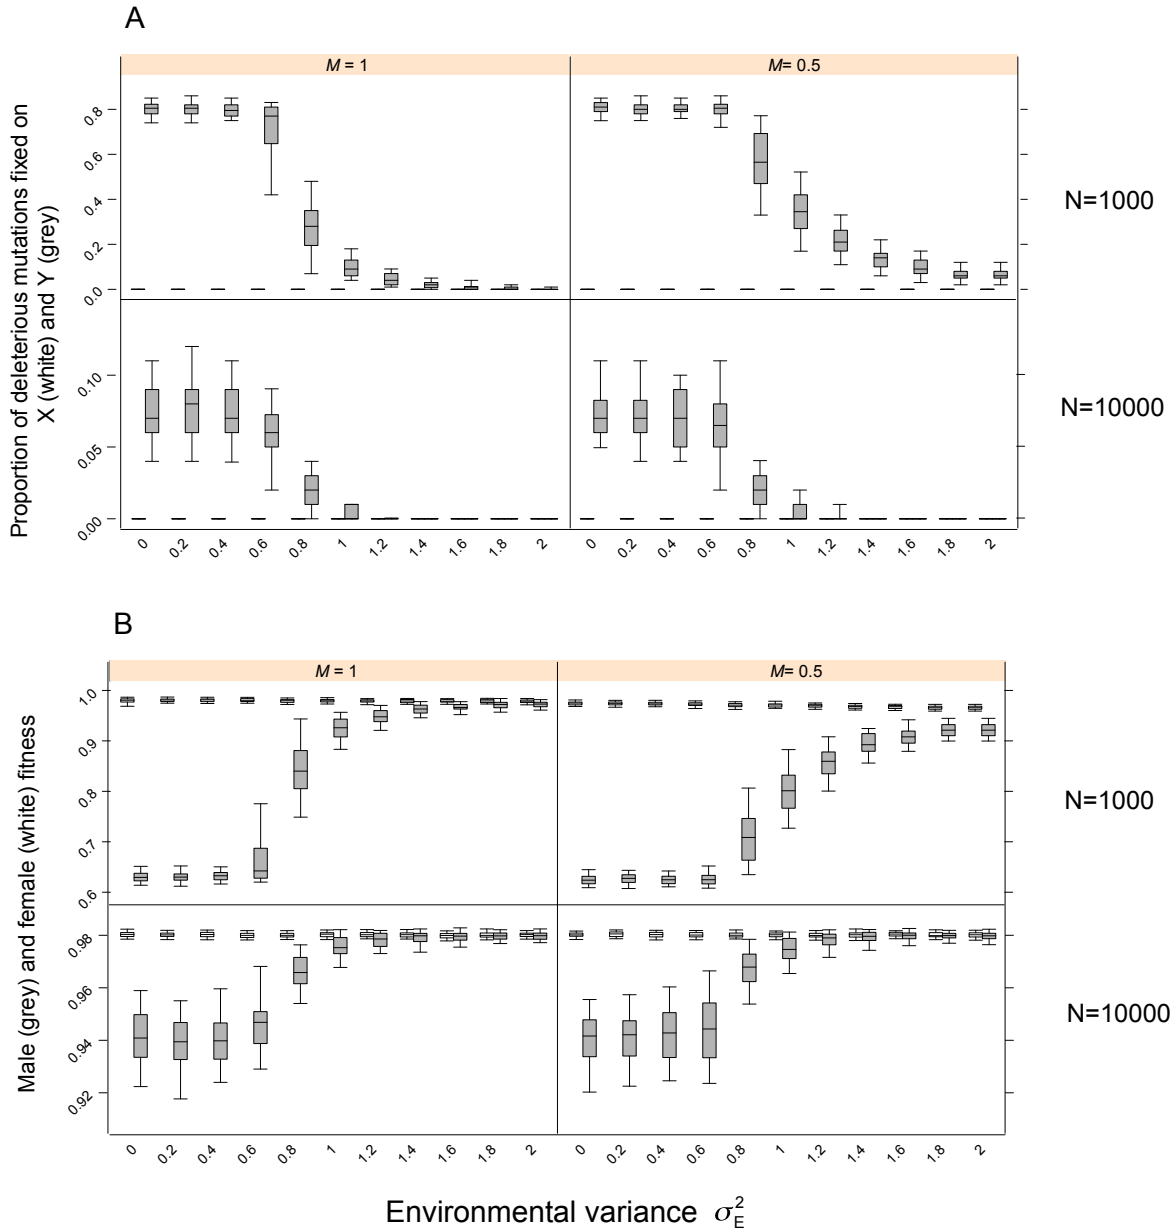 A
M = 1
M= 0.5
Proportion of deleterious mutations fixed on
X (white) and Y (grey)
0.8
0.6
0.4
0.2
0.0
N=1000
0.10
0.05
0.00
N=10000
0 0.2 0.4 0.6 0.8 1 1.2 1.4 1.6 1.8 2
0 0.2 0.4 0.6 0.8 1 1.2 1.4 1.6 1.8 2
B
M = 1
M= 0.5
Male (grey) and female (white) fitness
1.0
0.9
0.8
0.7
0.6
N=1000
0.98
0.96
0.94
0.92
N=10000
0 0.2 0.4 0.6 0.8 1 1.2 1.4 1.6 1.8 2
0 0.2 0.4 0.6 0.8 1 1.2 1.4 1.6 1.8 2
Environmental variance σ²E